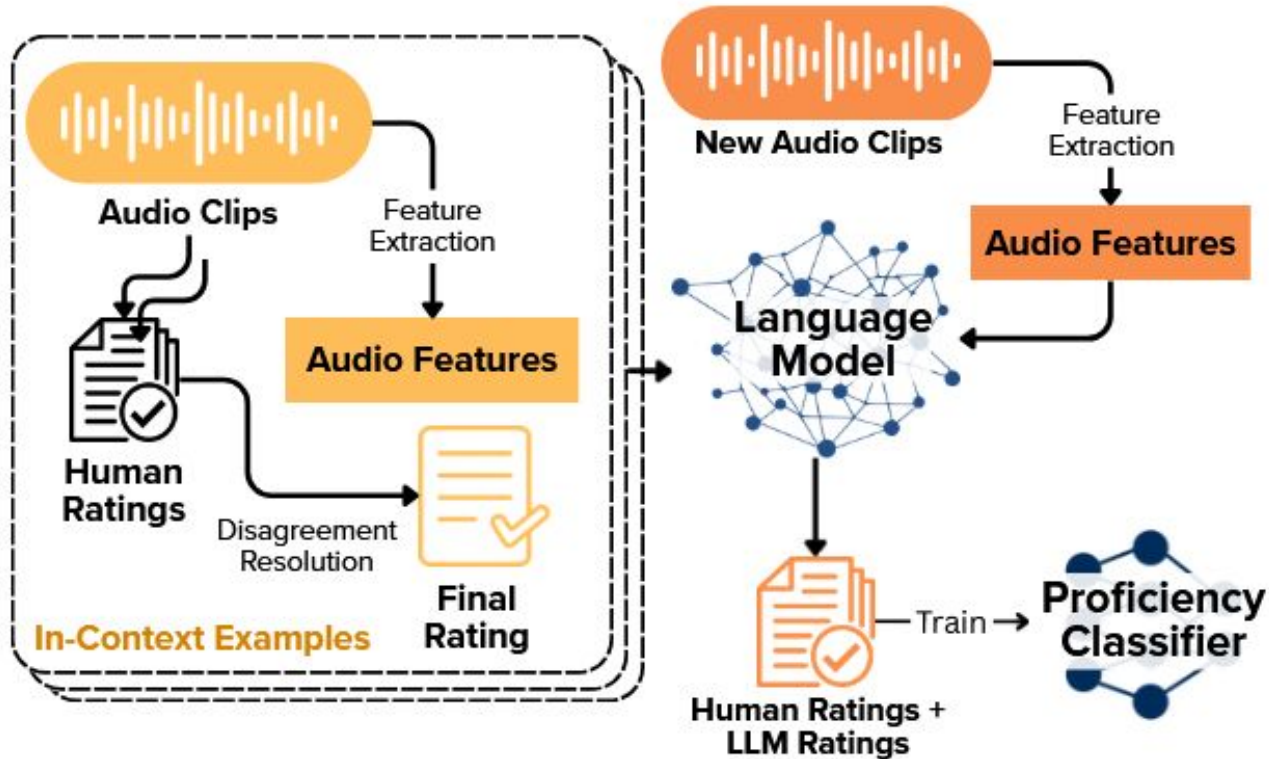 Audio Clips
Feature
Extraction
Audio Features
Human
Ratings
Disagreement
Resolution
Final
Rating
In-Context Examples
New Audio Clips
Feature
Extraction
Audio Features
Language
Model
Human Ratings +
LLM Ratings
Train
Proficiency
Classifier